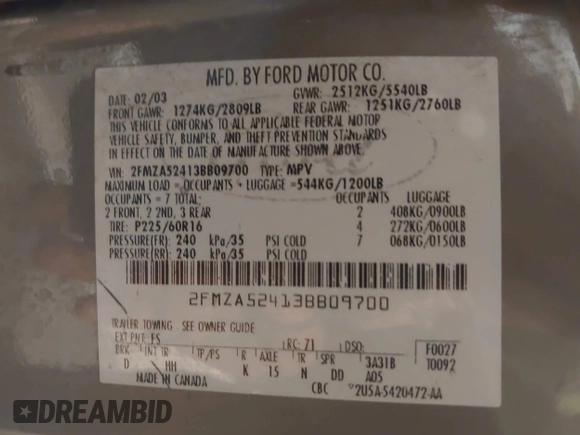 MFD. BY FORD MOTOR CO.
DATE: 02/03 GVWR: 2512KG/5540LB
FRONT GAWR: 1274KG/2809LB REAR GAWR: 1251KG/2760LB
THIS VEHICLE CONFORMS TO ALL APPLICABLE FEDERAL MOTOR
VEHICLE SAFETY, BUMPER, AND THEFT PREVENTION STANDARDS
IN EFFECT ON THE DATE OF MANUFACTURE SHOWN ABOVE.
VIN: 2FMZA52413BB09700 TYPE: MPV
MAXIMUM LOAD = OCCUPANTS + LUGGAGE =544KG/1200LB
OCCUPANTS = 7 TOTAL; OCCUPANTS LUGGAGE
2 FRONT, 2 2ND, 3 REAR 2 408KG/0900LB
TIRE: P225/60R16 4 272KG/0600LB
PRESSURE(FR): 240 kPa/35 PSI COLD 7 068KG/0150LB
PRESSURE(RR): 240 kPa/35 PSI COLD
2FMZA52413BB09700
TRAILER TOWING - SEE OWNER GUIDE
EXT PNT: FS RC: 71 DSO: F0027
BRK INT TR TP/PS R AXLE TR SPR 3A31B T0092
D HH K 15 N DD A05
MADE IN CANADA CBC 2U5A-5420472-AA
DREAMBID